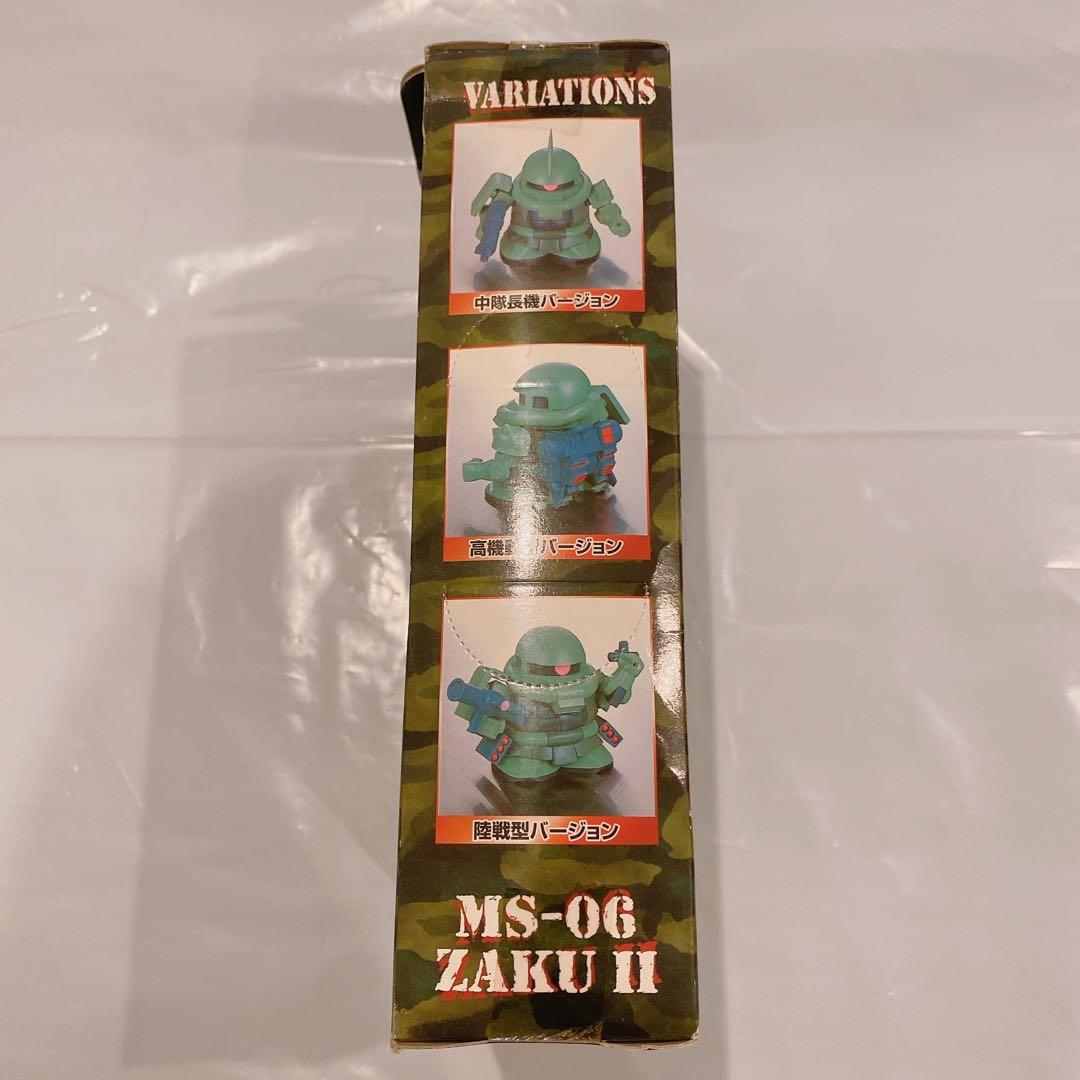 VARIATIONS
中隊長機バージョン
高機動型バージョン
陸戦型バージョン
MS-06
ZAKU II